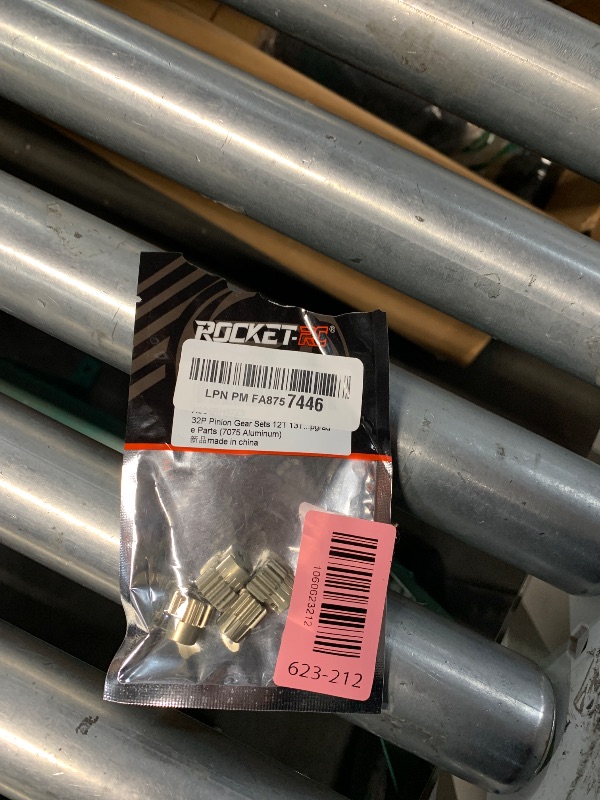 ROCKET-RC®
LPN PM FA8757446
32P Pinion Gear Sets 12T 13T
e Parts (7075 Aluminum)
新品made in china
1060623212
623-212